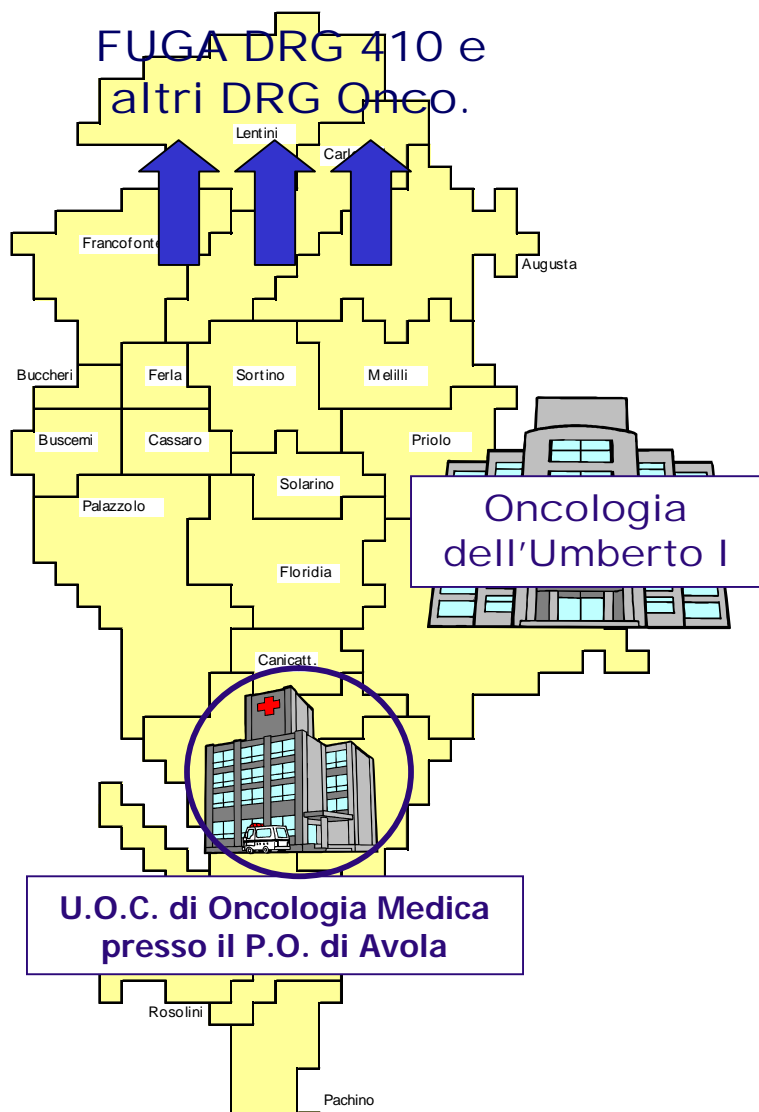 FUGA DRG 410 e
altri DRG Onco.
Lentini
Francofonte
Augusta
Buccheri
Ferla
Sortino
Melilli
Buscemi
Cassaro
Priolo
Solarino
Palazzolo
Oncologia
dell'Umberto I
Floridia
Canicatt.
U.O.C. di Oncologia Medica
presso il P.O. di Avola
Rosolini
Pachino